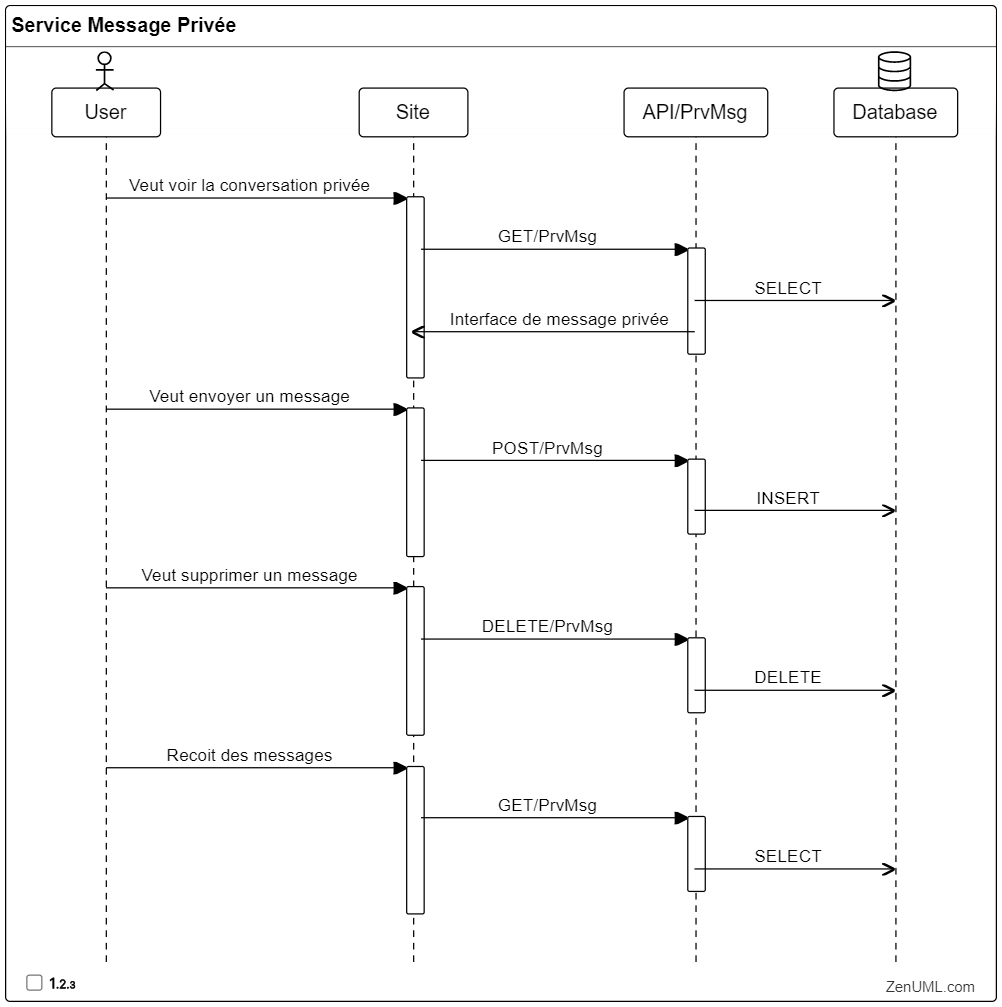 Service Message Privée
User
Site
API/PrvMsg
Database
Veut voir la conversation privée
GET/PrvMsg
SELECT
Interface de message privée
Veut envoyer un message
POST/PrvMsg
INSERT
Veut supprimer un message
DELETE/PrvMsg
DELETE
Recoit des messages
GET/PrvMsg
SELECT
1.2.3
ZenUML.com